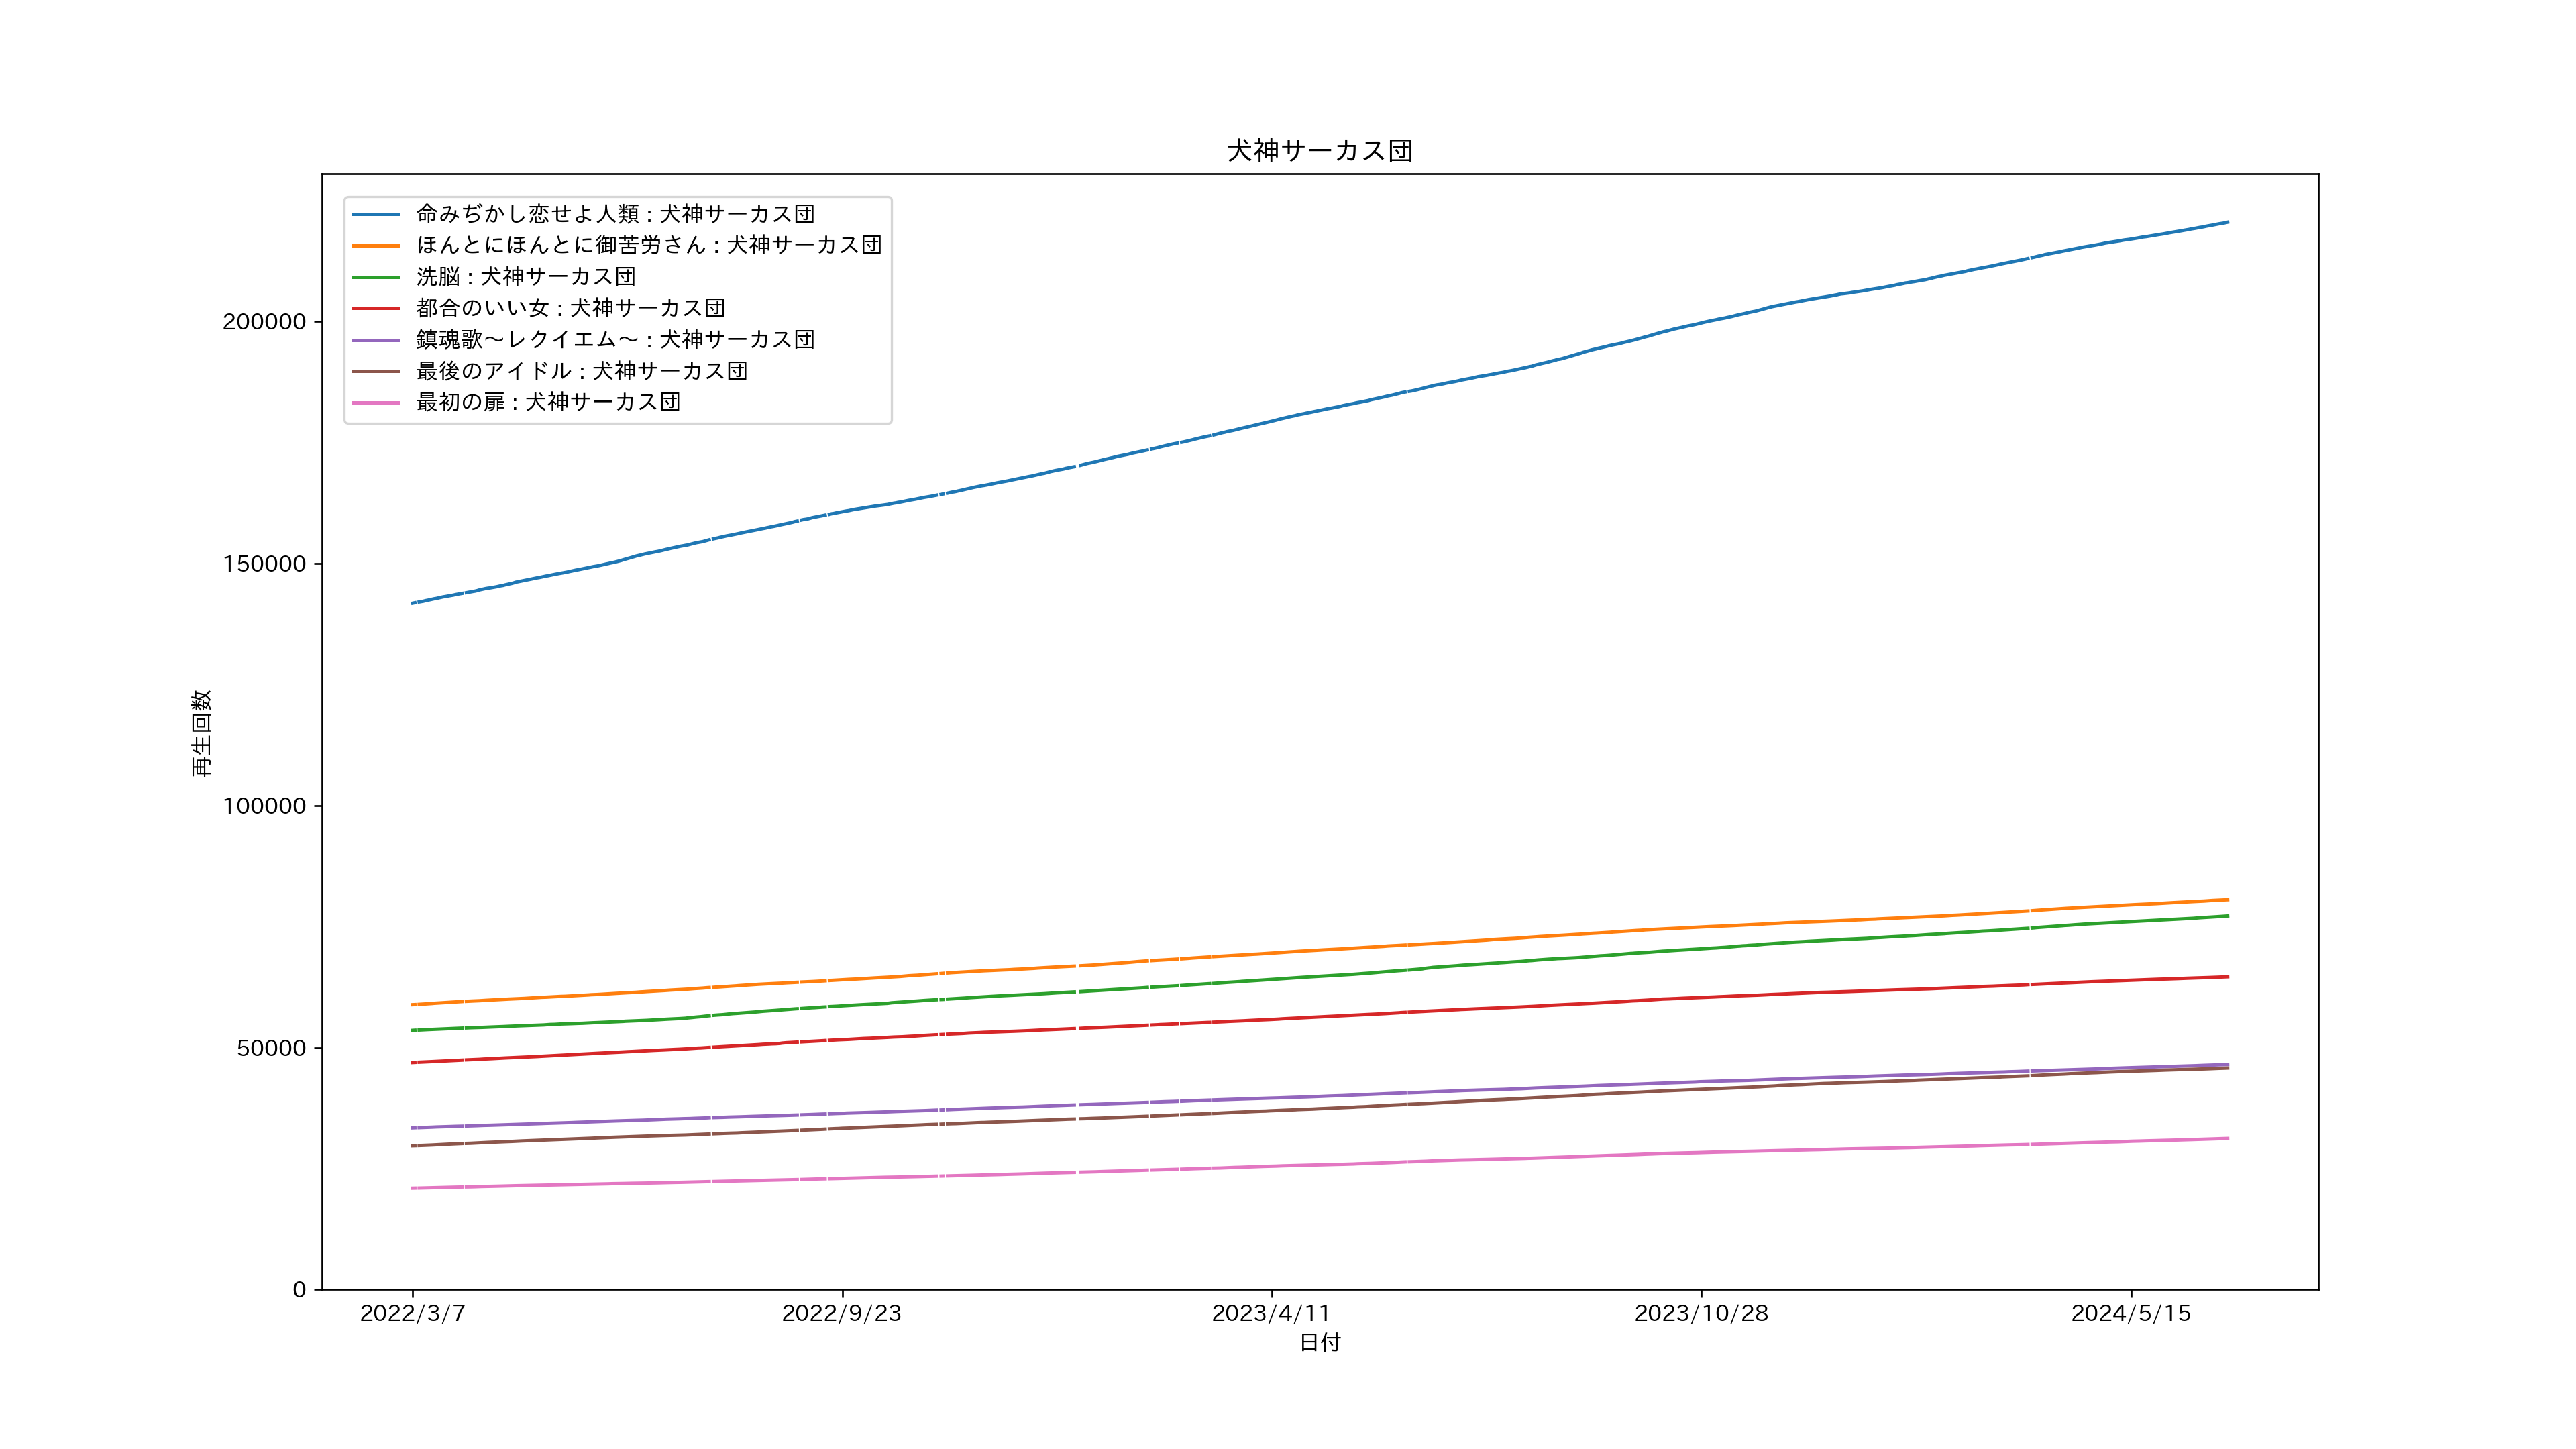 犬神サーカス団
命みぢかし恋せよ人類 : 犬神サーカス団
ほんとにほんとに御苦労さん : 犬神サーカス団
洗脳 : 犬神サーカス団
都合のいい女 : 犬神サーカス団
鎮魂歌〜レクイエム〜 : 犬神サーカス団
最後のアイドル : 犬神サーカス団
最初の扉 : 犬神サーカス団
再生回数
200000
150000
100000
50000
0
2022/3/7
2022/9/23
2023/4/11
2023/10/28
2024/5/15
日付